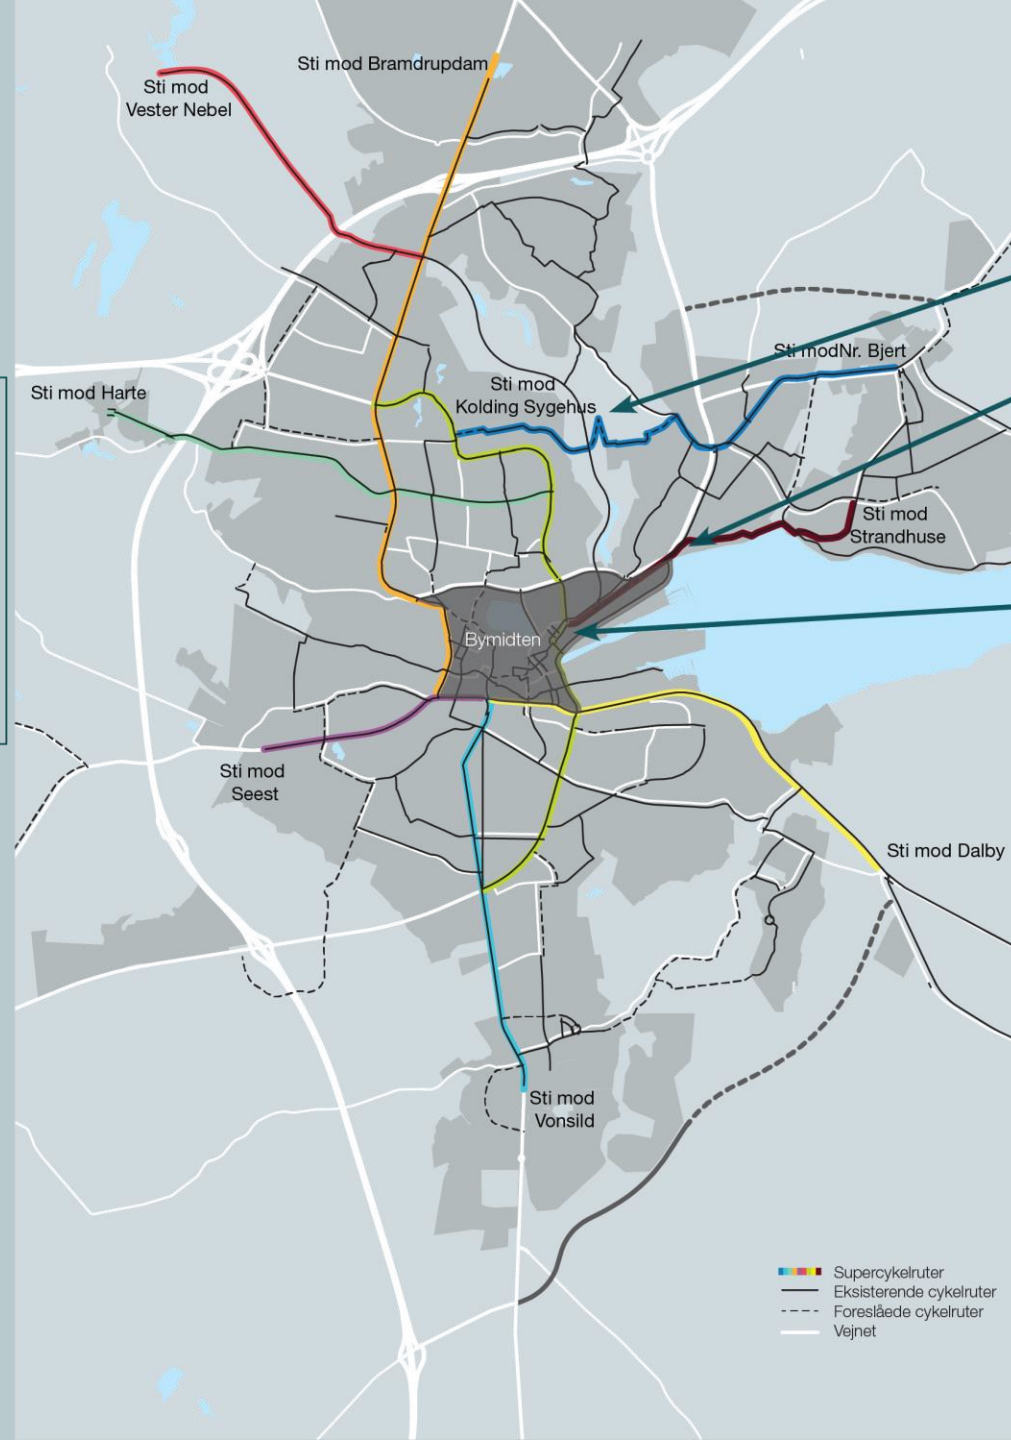 Sti mod Bramdrupdam
Sti mod
Vester Nebel
Sti modNr. Bjert
Sti mod Harte
Sti mod
Kolding Sygehus
Sti mod
Strandhuse
Bymidten
Sti mod
Seest
Sti mod Dalby
Sti mod
Vonsild
Supercykelruter
Eksisterende cykelruter
Foreslåede cykelruter
Vejnet